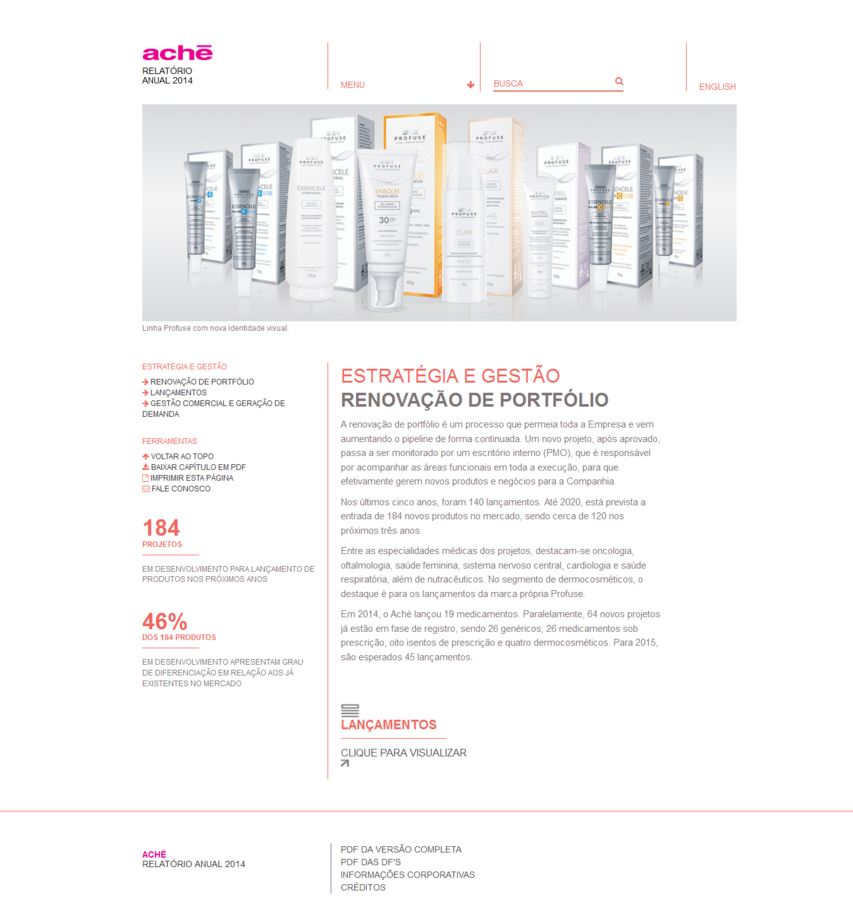 achē
RELATÓRIO
ANUAL 2014
MENU
BUSCA
ENGLISH
PROFUSE
PROFUSE
PROFUSE
ESSENCELE
ENSOLEI
TOQUE SECO
30 FPS
CLAIR
PROFUSE
CLAIR
NUTREL
Linha Profuse com nova identidade visual.
ESTRATÉGIA E GESTÃO
RENOVAÇÃO DE PORTFÓLIO
LANÇAMENTOS
GESTÃO COMERCIAL E GERAÇÃO DE
DEMANDA
FERRAMENTAS
VOLTAR AO TOPO
BAIXAR CAPÍTULO EM PDF
IMPRIMIR ESTA PÁGINA
FALE CONOSCO
184
PROJETOS
EM DESENVOLVIMENTO PARA LANÇAMENTO DE
PRODUTOS NOS PRÓXIMOS ANOS
46%
DOS 184 PRODUTOS
EM DESENVOLVIMENTO APRESENTAM GRAU
DE DIFERENCIAÇÃO EM RELAÇÃO AOS JÁ
EXISTENTES NO MERCADO
ESTRATÉGIA E GESTÃO
RENOVAÇÃO DE PORTFÓLIO
A renovação de portfólio é um processo que permeia toda a Empresa e vem
aumentando o pipeline de forma continuada. Um novo projeto, após aprovado,
passa a ser monitorado por um escritório interno (PMO), que é responsável
por acompanhar as áreas funcionais em toda a execução, para que
efetivamente gerem novos produtos e negócios para a Companhia.
Nos últimos cinco anos, foram 140 lançamentos. Até 2020, está prevista a
entrada de 184 novos produtos no mercado, sendo cerca de 120 nos
próximos três anos.
Entre as especialidades médicas dos projetos, destacam-se oncologia,
oftalmologia, saúde feminina, sistema nervoso central, cardiologia e saúde
respiratória, além de nutracêuticos. No segmento de dermocosméticos, o
destaque é para os lançamentos da marca própria Profuse.
Em 2014, o Aché lançou 19 medicamentos. Paralelamente, 64 novos projetos
já estão em fase de registro, sendo 26 genéricos, 26 medicamentos sob
prescrição, oito isentos de prescrição e quatro dermocosméticos. Para 2015,
são esperados 45 lançamentos.
LANÇAMENTOS
CLIQUE PARA VISUALIZAR
ACHÉ
RELATÓRIO ANUAL 2014
PDF DA VERSÃO COMPLETA
PDF DAS DF'S
INFORMAÇÕES CORPORATIVAS
CRÉDITOS